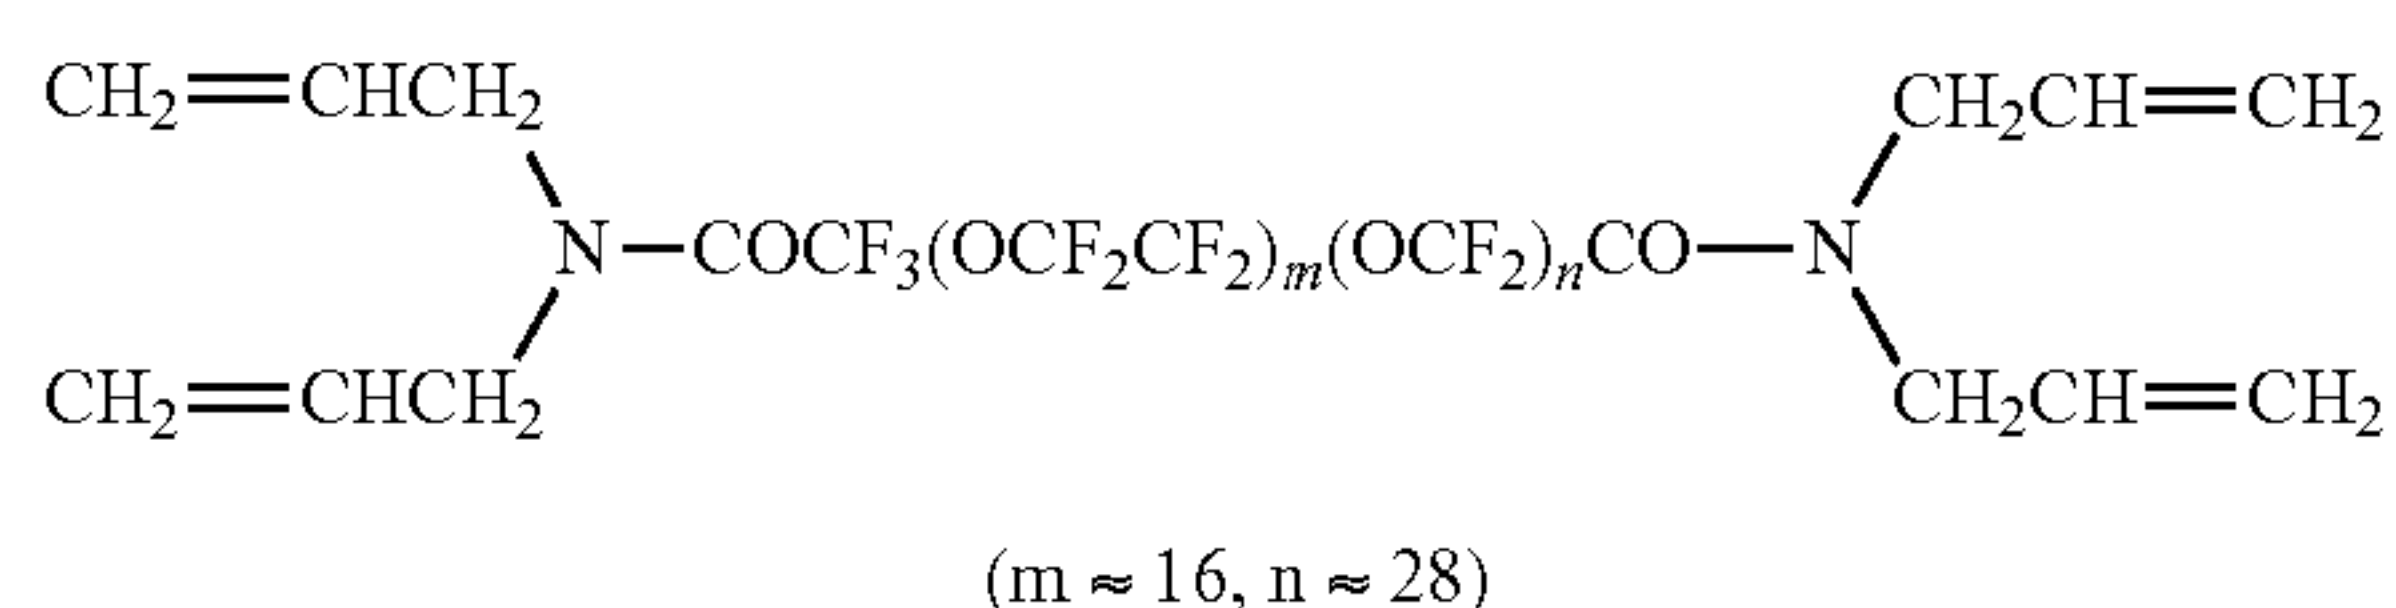 CH₂=CHCH₂ CH₂CH=CH₂
N—COCF₃(OCF₂CF₂)ₘ(OCF₂)ₙCO—N
CH₂=CHCH₂ CH₂CH=CH₂
(m ≈ 16, n ≈ 28)